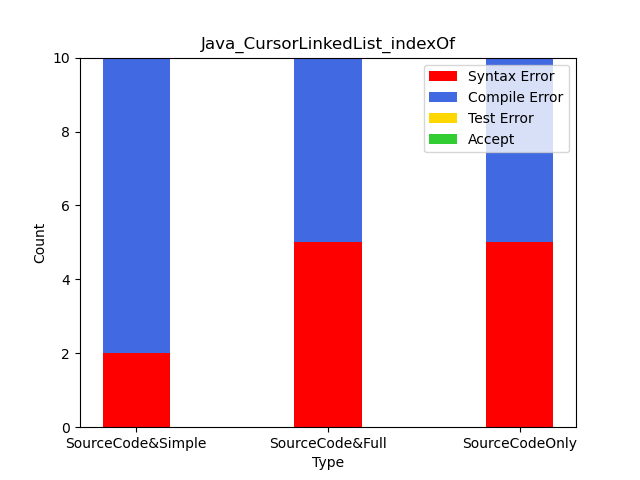 Java_CursorLinkedList_indexOf
Syntax Error
Compile Error
Test Error
Accept
Count
10
8
6
4
2
0
SourceCode&Simple SourceCode&Full SourceCodeOnly
Type